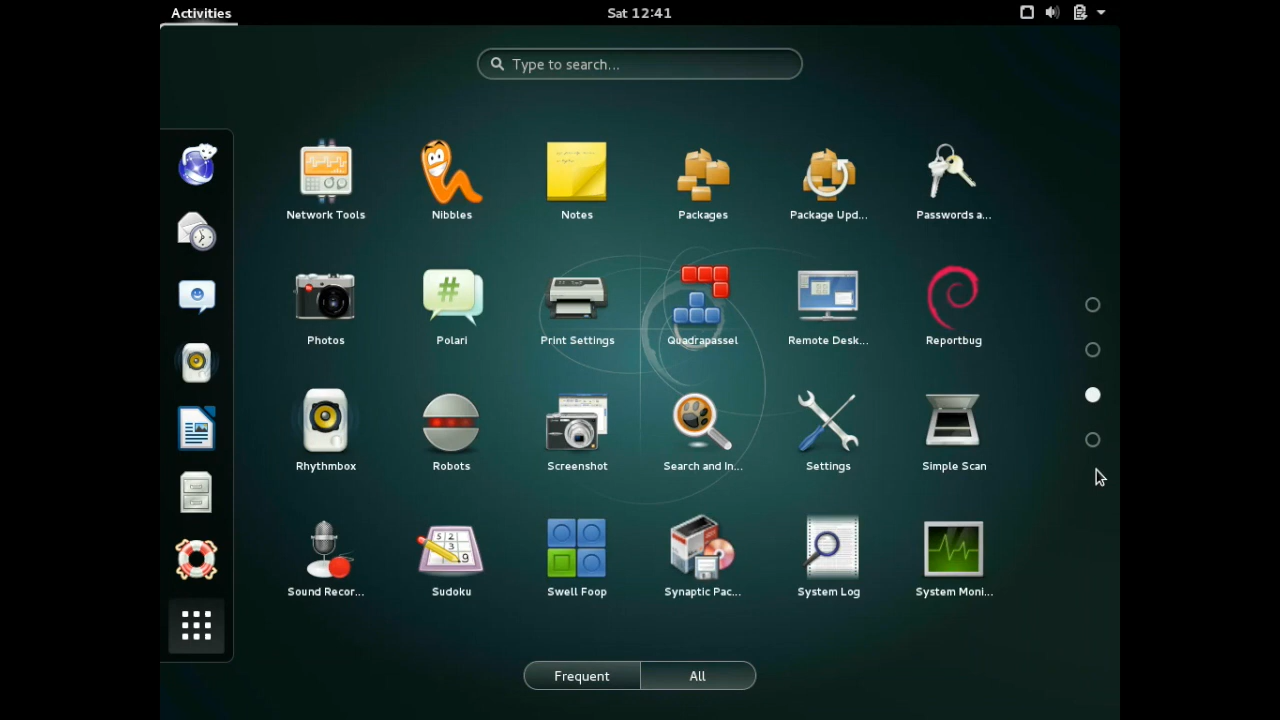 Activities
Sat 12:41
Type to search...
Network Tools
Nibbles
Notes
Packages
Package Upd...
Passwords a...
Photos
Polari
Print Settings
Quadrapassel
Remote Desk...
Reportbug
Rhythmbox
Robots
Screenshot
Search and In...
Settings
Simple Scan
Sound Recor...
Sudoku
Swell Foop
Synaptic Pac...
System Log
System Moni...
Frequent
All